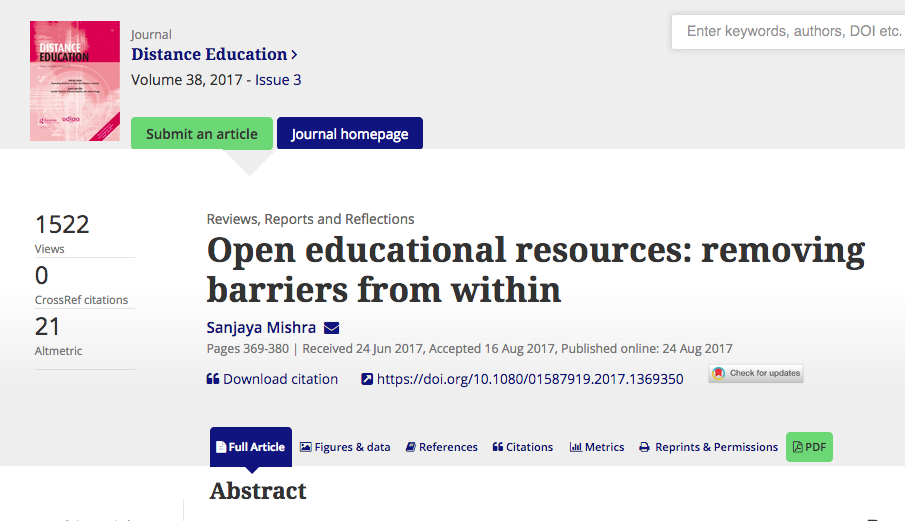 Journal
Distance Education >
Volume 38, 2017 - Issue 3
Enter keywords, authors, DOI etc.
DISTANCE
EDUCATION
odlaa
Submit an article
Journal homepage
1522
Views
0
CrossRef citations
21
Altmetric
Reviews, Reports and Reflections
Open educational resources: removing
barriers from within
Sanjaya Mishra
Pages 369-380 | Received 24 Jun 2017, Accepted 16 Aug 2017, Published online: 24 Aug 2017
Download citation https://doi.org/10.1080/01587919.2017.1369350 Check for updates
Full Article Figures & data References Citations Metrics Reprints & Permissions PDF
Abstract